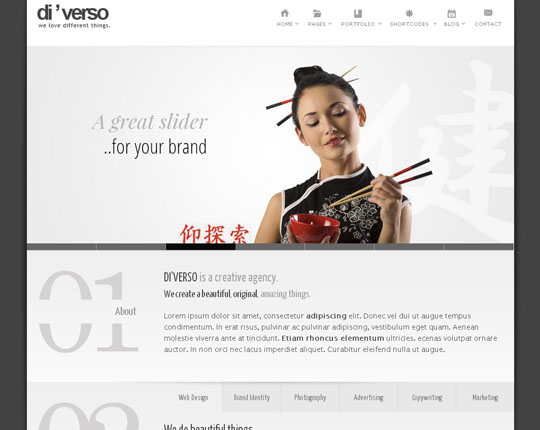 di ’ verso
we love different things.
HOME
PAGES
PORTFOLIO
SHORTCODES
BLOG
CONTACT
A great slider
..for your brand
健
仰探索
01
About
DI'VERSO is a creative agency.
We create a beautiful, original, amazing things.
Lorem ipsum dolor sit amet, consectetur adipiscing elit. Donec vel dui ut augue tempus
condimentum. In erat risus, pulvinar ac pulvinar adipiscing, vestibulum eget quam. Aenean
molestie viverra ante at tincidunt. Etiam rhoncus elementum ultricies. ecenas volutpat ornare
auctor. In non orci nec lacus imperdiet aliquet. Curabitur eleifend nulla ut augue.
Web Design
Brand Identity
Photography
Advertising
Copywriting
Marketing
We do beautiful things